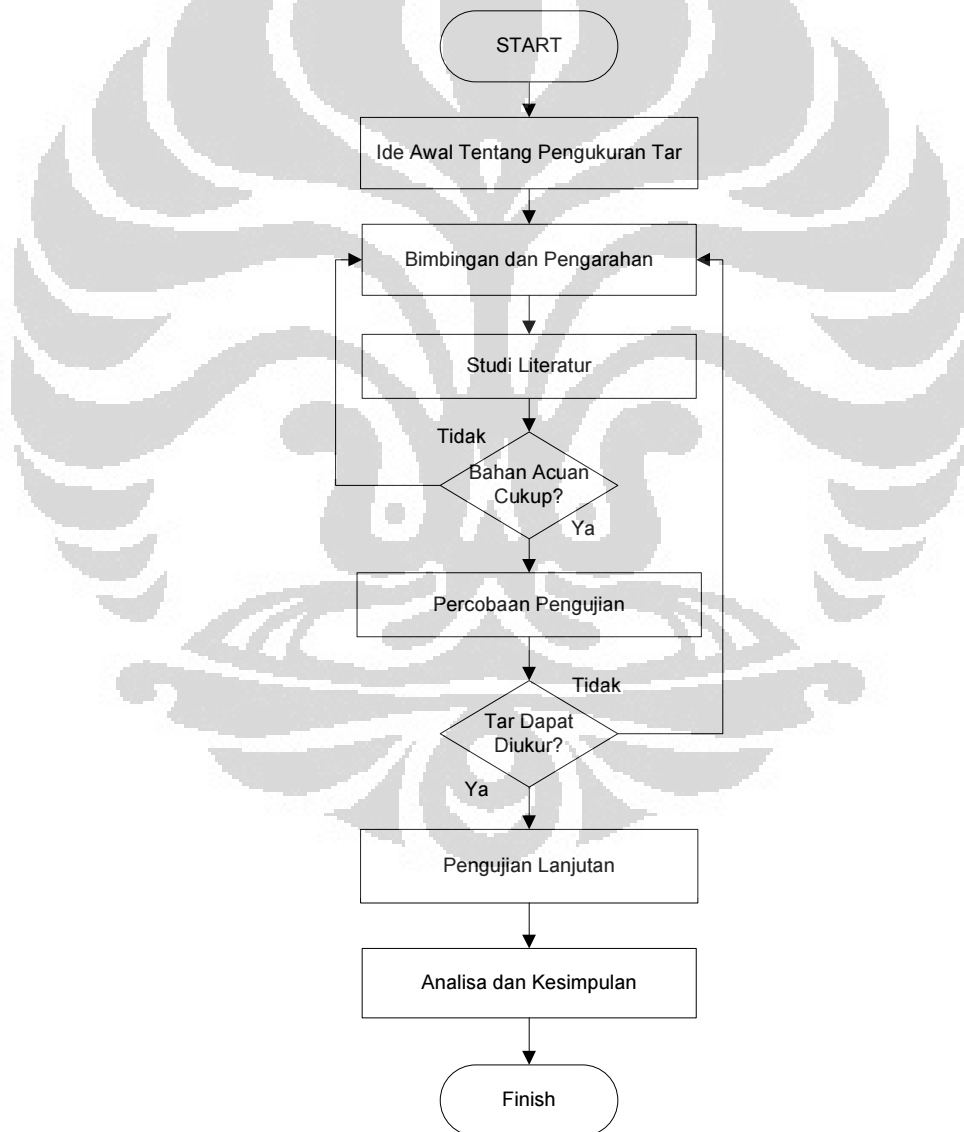 START
Ide Awal Tentang Pengukuran Tar
Bimbingan dan Pengarahan
Studi Literatur
Tidak
Bahan Acuan
Cukup?
Ya
Percobaan Pengujian
Tidak
Tar Dapat
Diukur?
Ya
Pengujian Lanjutan
Analisa dan Kesimpulan
Finish